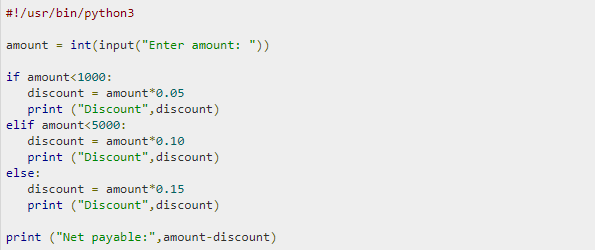 #!/usr/bin/python3
amount = int(input("Enter amount: "))
if amount<1000:
   discount = amount*0.05
   print ("Discount",discount)
elif amount<5000:
   discount = amount*0.10
   print ("Discount",discount)
else:
   discount = amount*0.15
   print ("Discount",discount)
print ("Net payable:",amount-discount)